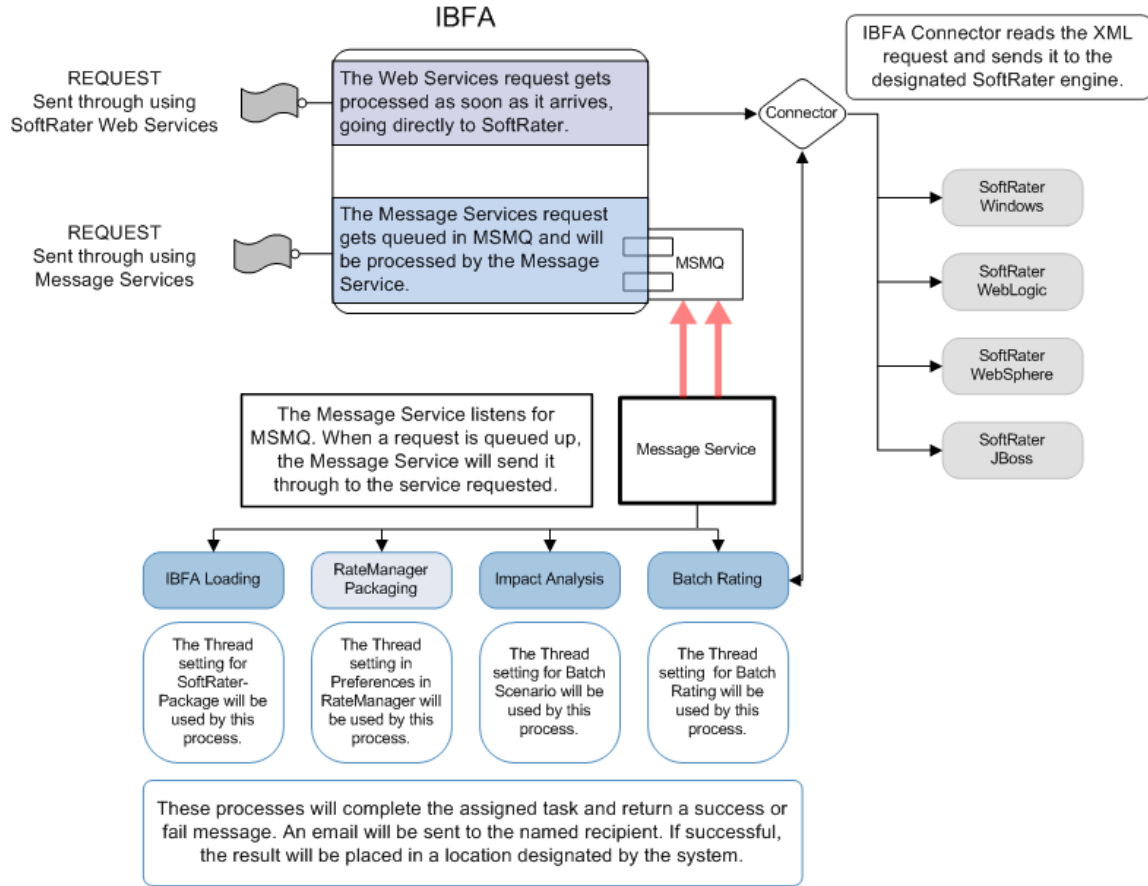 IBFA
IBFA Connector reads the XML
request and sends it to the
designated SoftRater engine.
REQUEST
Sent through using
SoftRater Web Services
The Web Services request gets
processed as soon as it arrives,
going directly to SoftRater.
Connector
SoftRater
Windows
REQUEST
Sent through using
Message Services
The Message Services request
gets queued in MSMQ and will
be processed by the Message
Service.
MSMQ
SoftRater
WebLogic
SoftRater
WebSphere
SoftRater
JBoss
The Message Service listens for
MSMQ. When a request is queued up,
the Message Service will send it
through to the service requested.
Message Service
IBFA Loading
RateManager
Packaging
Impact Analysis
Batch Rating
The Thread
setting for
SoftRater-
Package will be
used by this
process.
The Thread
setting in
Preferences in
RateManager will
be used by this
process.
The Thread
setting for Batch
Scenario will be
used by this
process.
The Thread
setting for Batch
Rating will be
used by this
process.
These processes will complete the assigned task and return a success or
fail message. An email will be sent to the named recipient. If successful,
the result will be placed in a location designated by the system.